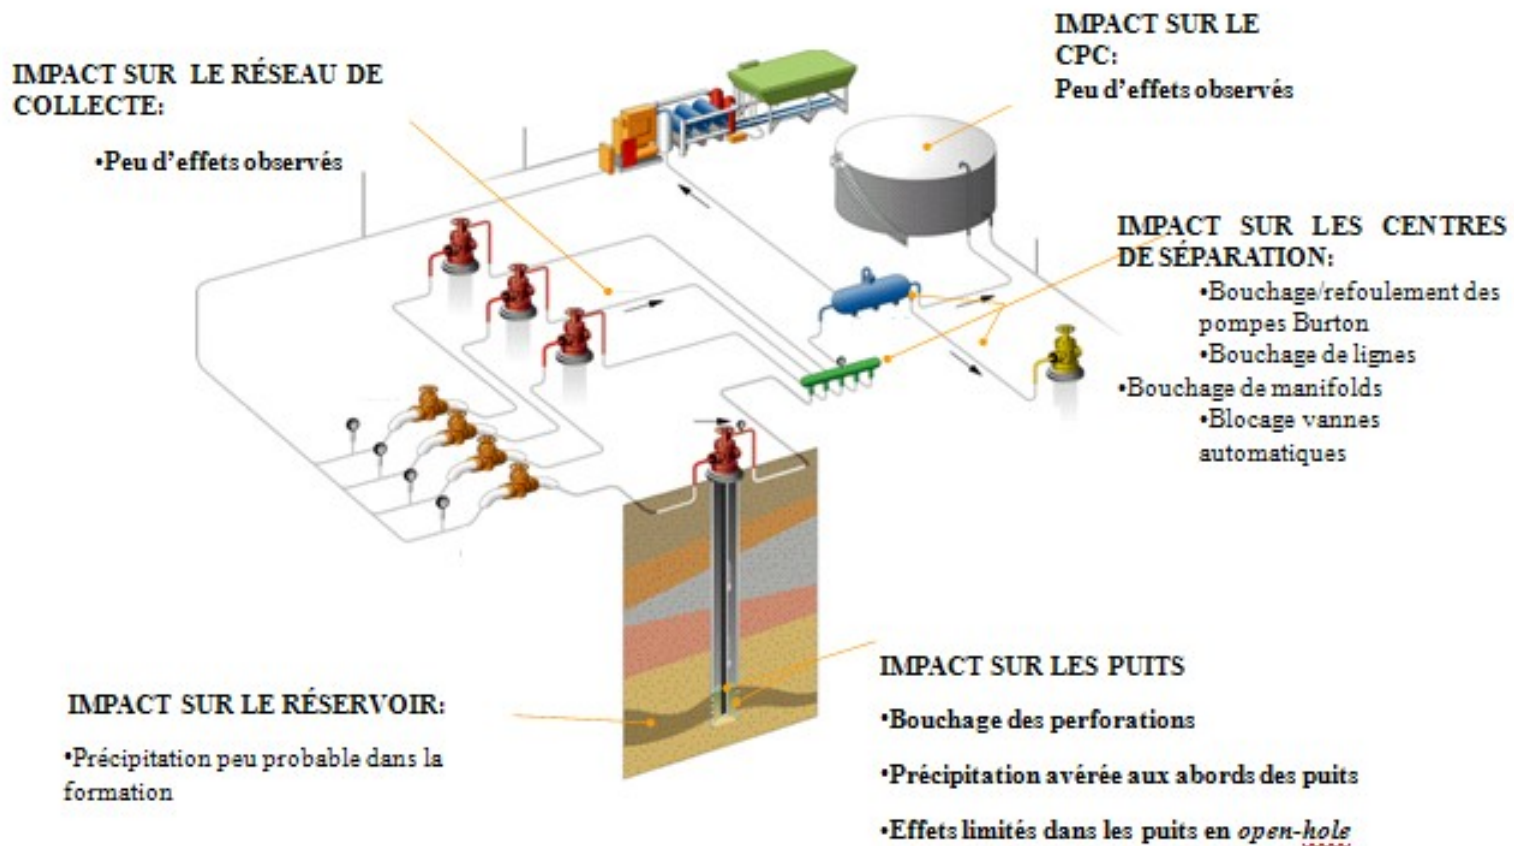 IMPACT SUR LE RÉSEAU DE
COLLECTE:
•Peu d’effets observés
IMPACT SUR LE
CPC:
Peu d’effets observés
IMPACT SUR LES CENTRES
DE SÉPARATION:
•Bouchage/refoulement des
pompes Burton
•Bouchage de lignes
•Bouchage de manifolds
•Blocage vannes
automatiques
IMPACT SUR LE RÉSERVOIR:
•Précipitation peu probable dans la
formation
IMPACT SUR LES PUITS
•Bouchage des perforations
•Précipitation avérée aux abords des puits
•Effets limités dans les puits en open-hole